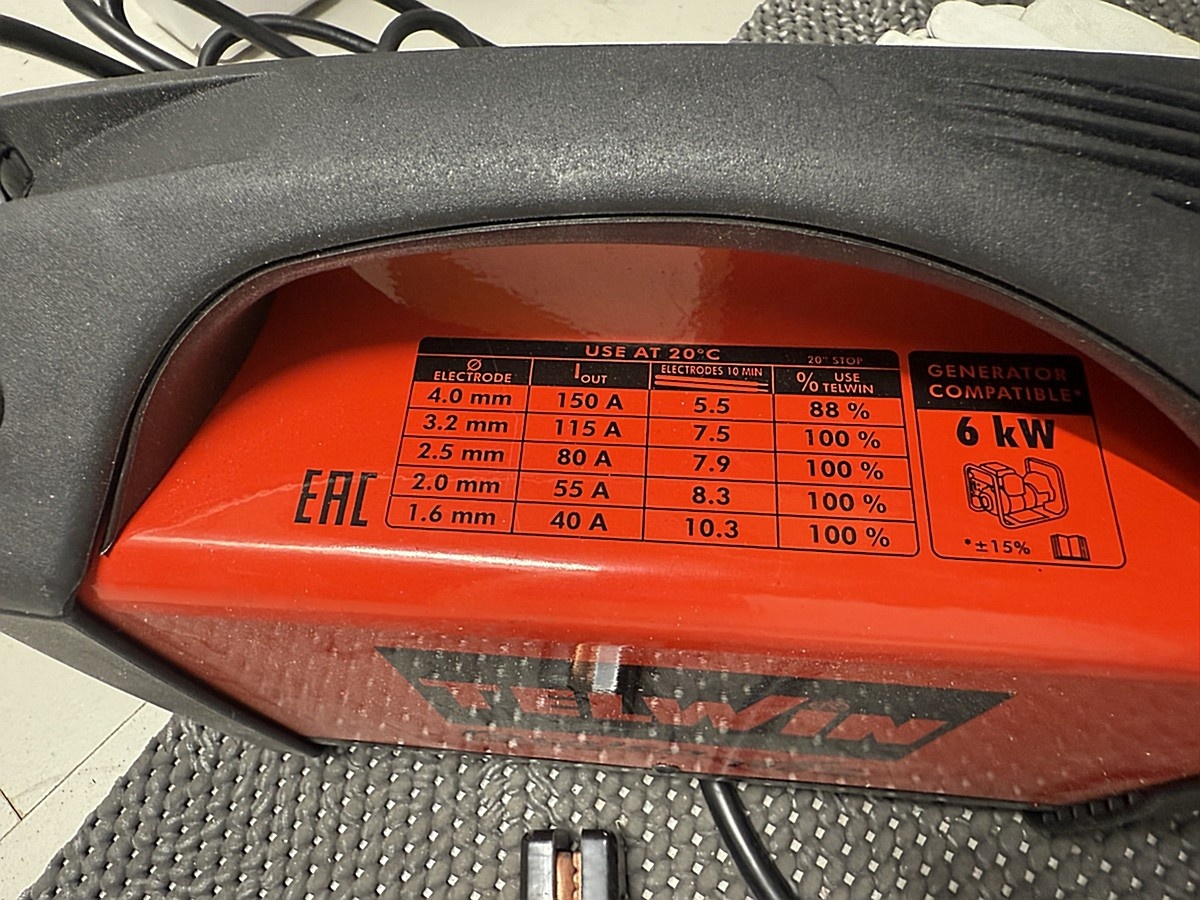 USE AT 20°C
20" STOP
Ø ELECTRODE I OUT ELECTRODES 10 MIN % USE TELWIN
4.0 mm 150 A 5.5 88 %
3.2 mm 115 A 7.5 100 %
2.5 mm 80 A 7.9 100 %
2.0 mm 55 A 8.3 100 %
1.6 mm 40 A 10.3 100 %
GENERATOR
COMPATIBLE*
6 kW
*±15%
EAC
TELWIN